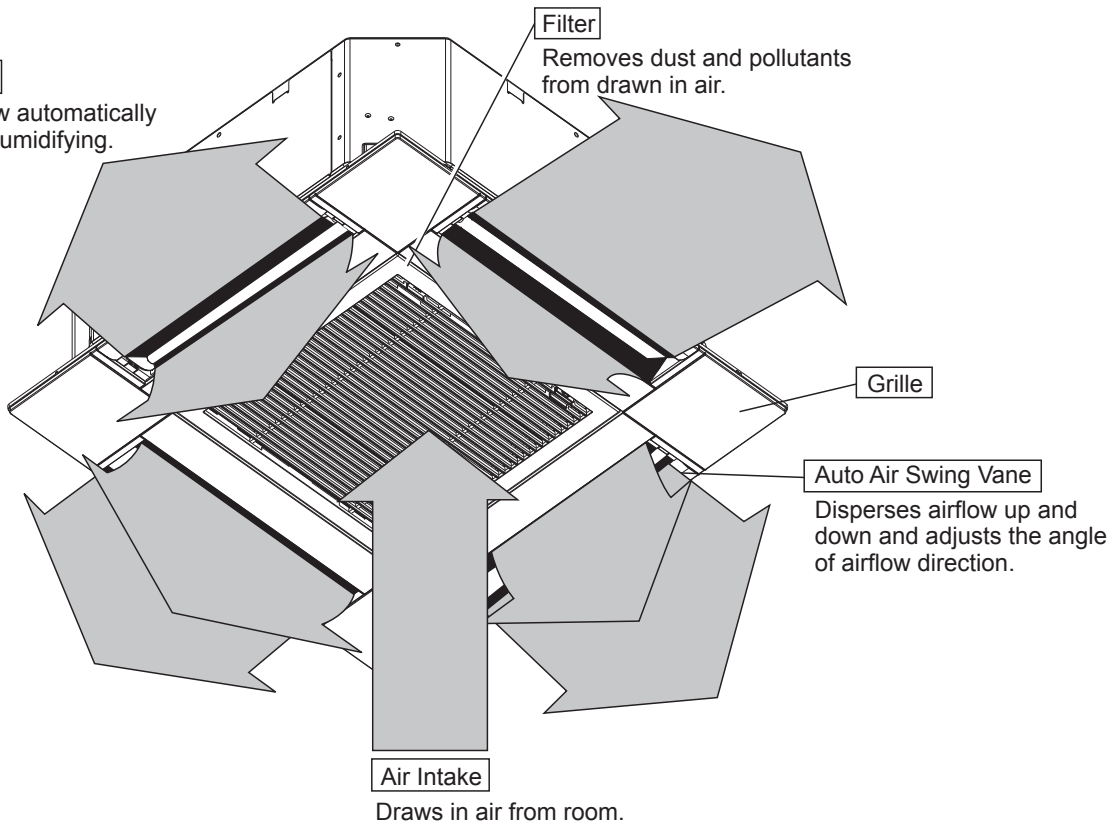 Filter
Removes dust and pollutants
from drawn in air.
automatically
Grille
Auto Air Swing Vane
Disperses airflow up and
down and adjusts the angle
of airflow direction.
Air Intake
Draws in air from room.